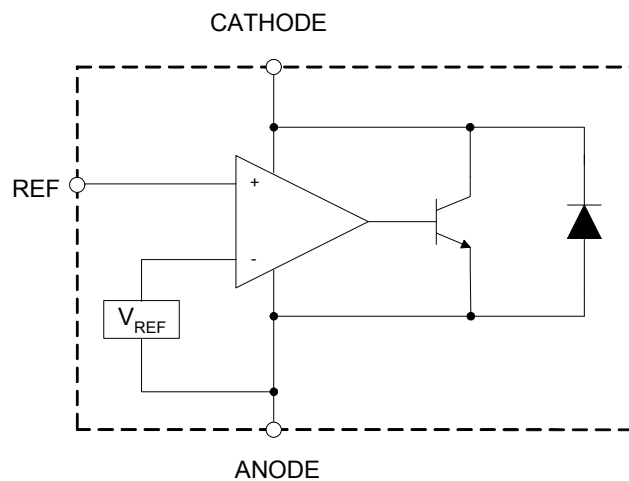 CATHODE
REF
+
-
VREF
ANODE